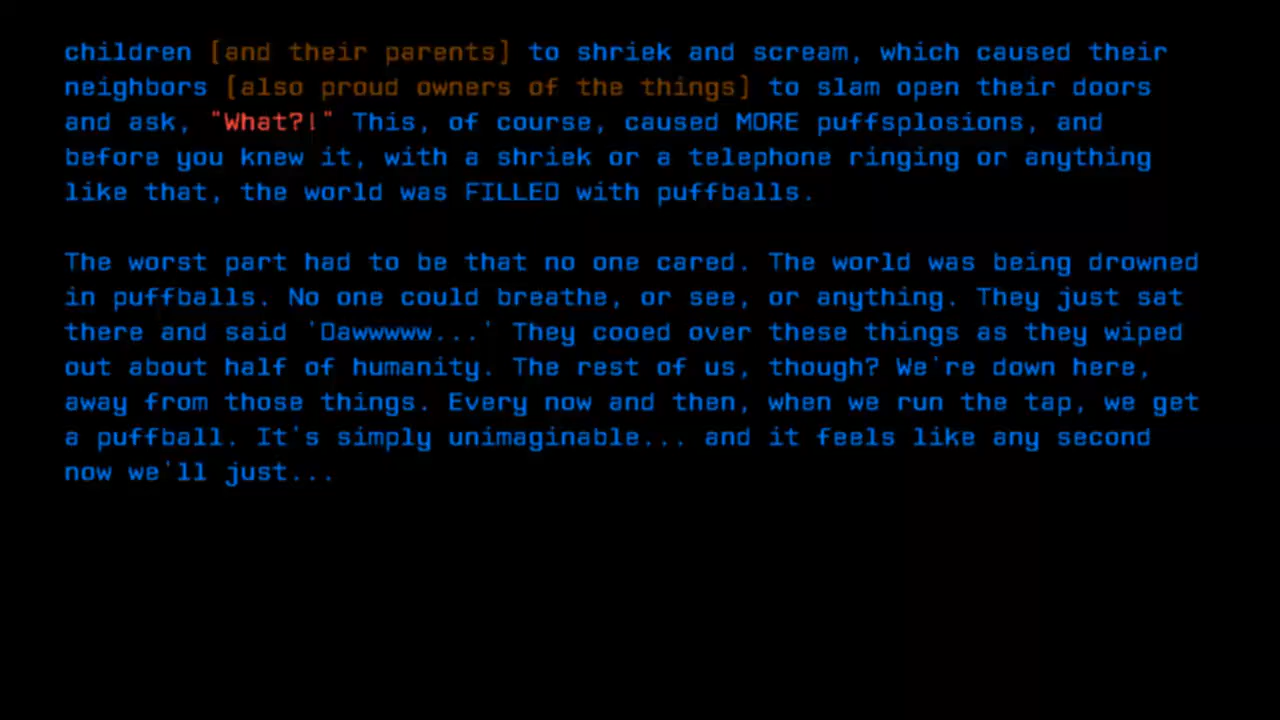 children [and their parents] to shriek and scream, which caused their
neighbors [also proud owners of the things] to slam open their doors
and ask, "What?!" This, of course, caused MORE puffsplosions, and
before you knew it, with a shriek or a telephone ringing or anything
like that, the world was FILLED with puffballs.
The worst part had to be that no one cared. The world was being drowned
in puffballs. No one could breathe, or see, or anything. They just sat
there and said 'Dawwwww...' They cooed over these things as they wiped
out about half of humanity. The rest of us, though? We're down here,
away from those things. Every now and then, when we run the tap, we get
a puffball. It's simply unimaginable... and it feels like any second
now we'll just...